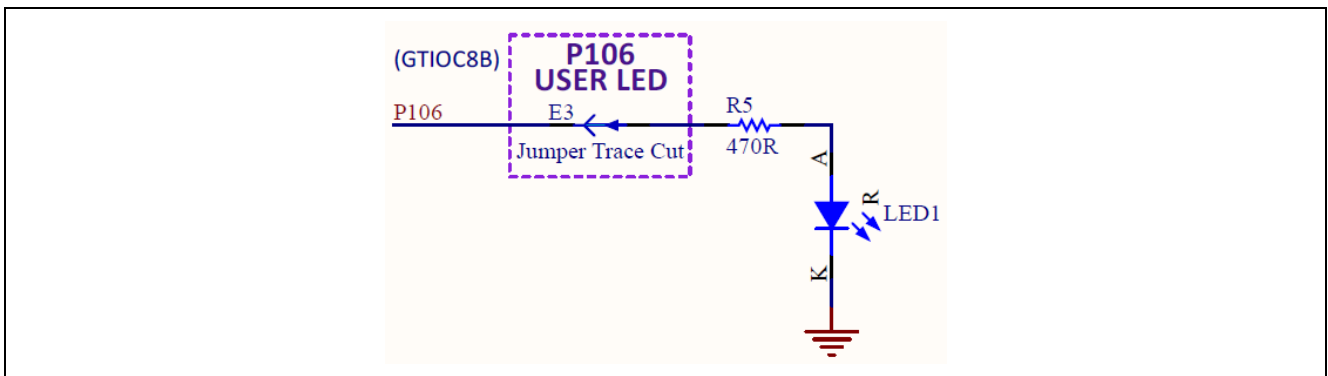 (GTIOC8B)
P106
USER LED
P106
E3
R5
Jumper Trace Cut
470R
A
R
LED1
K